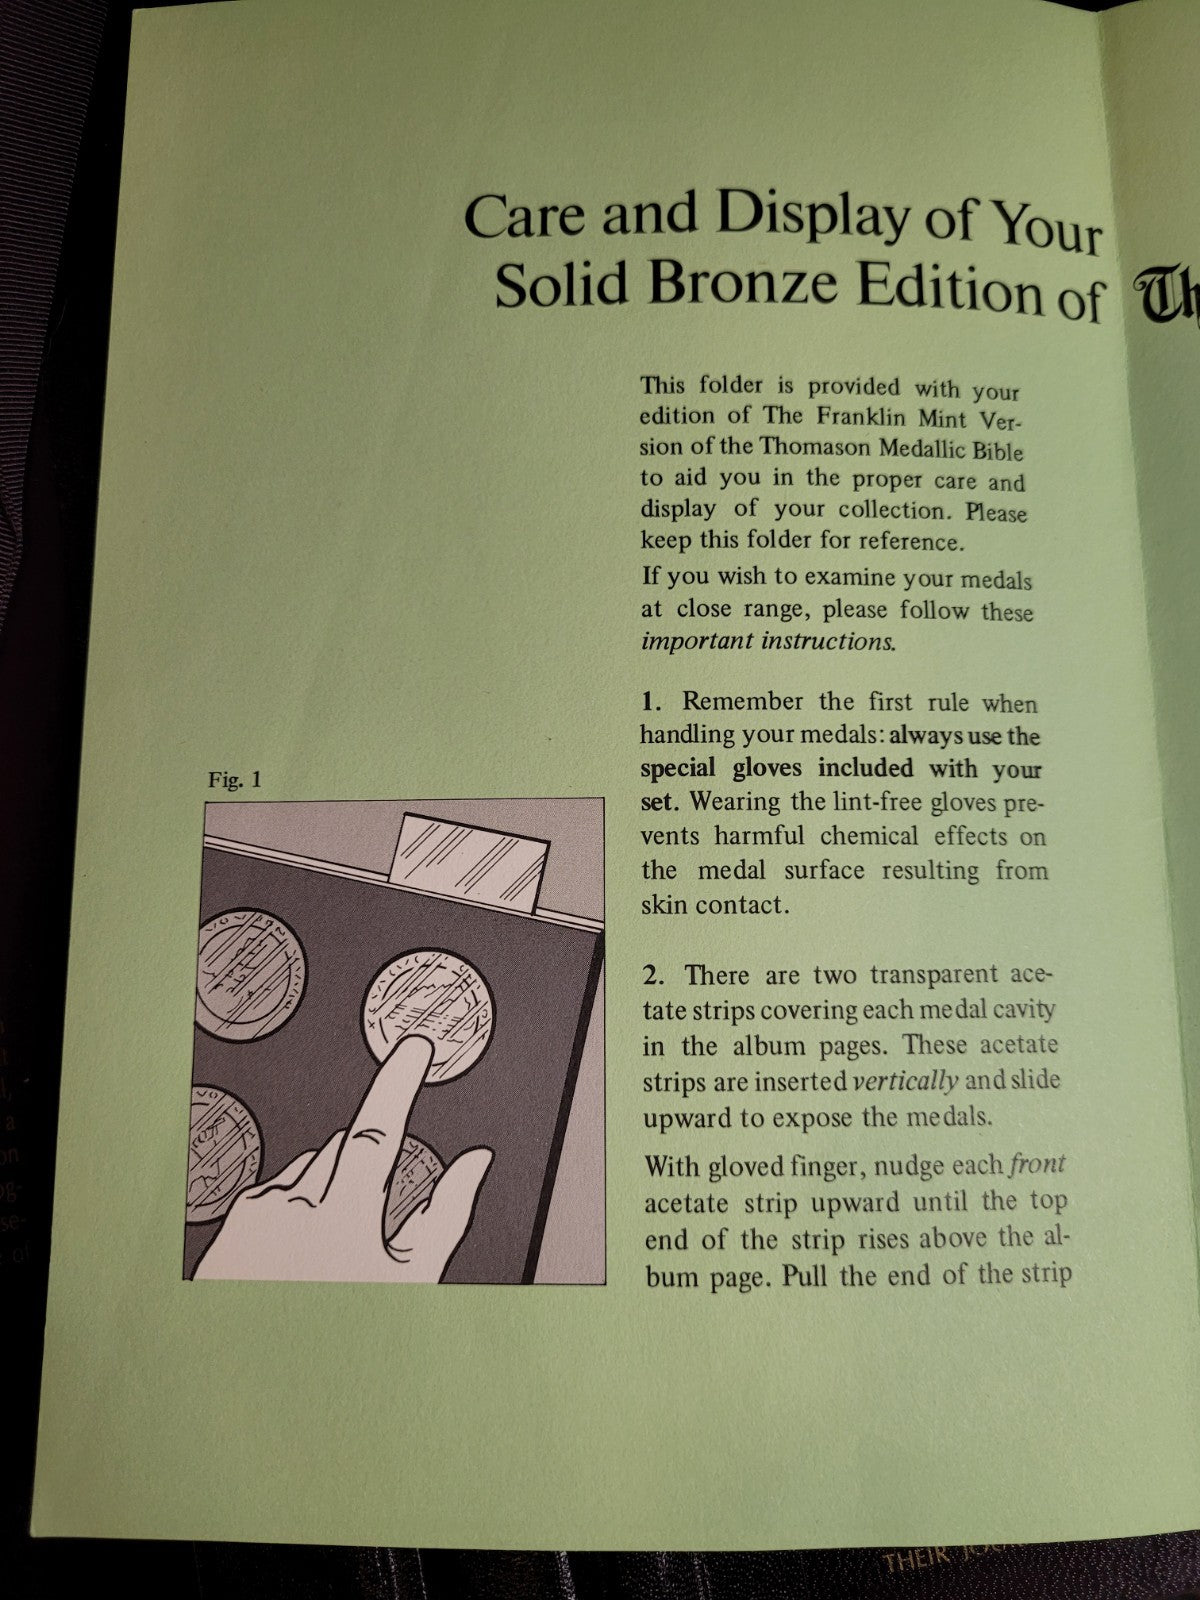 Care and Display of Your
Solid Bronze Edition of Th
This folder is provided with your
edition of The Franklin Mint Ver-
sion of the Thomason Medallic Bible
to aid you in the proper care and
display of your collection. Please
keep this folder for reference.
If you wish to examine your medals
at close range, please follow these
important instructions.
1. Remember the first rule when
handling your medals: always use the
special gloves included with your
set. Wearing the lint-free gloves pre-
vents harmful chemical effects on
the medal surface resulting from
skin contact.
Fig. 1
2. There are two transparent ace-
tate strips covering each medal cavity
in the album pages. These acetate
strips are inserted vertically and slide
upward to expose the medals.
With gloved finger, nudge each front
acetate strip upward until the top
end of the strip rises above the al-
bum page. Pull the end of the strip
THEIR